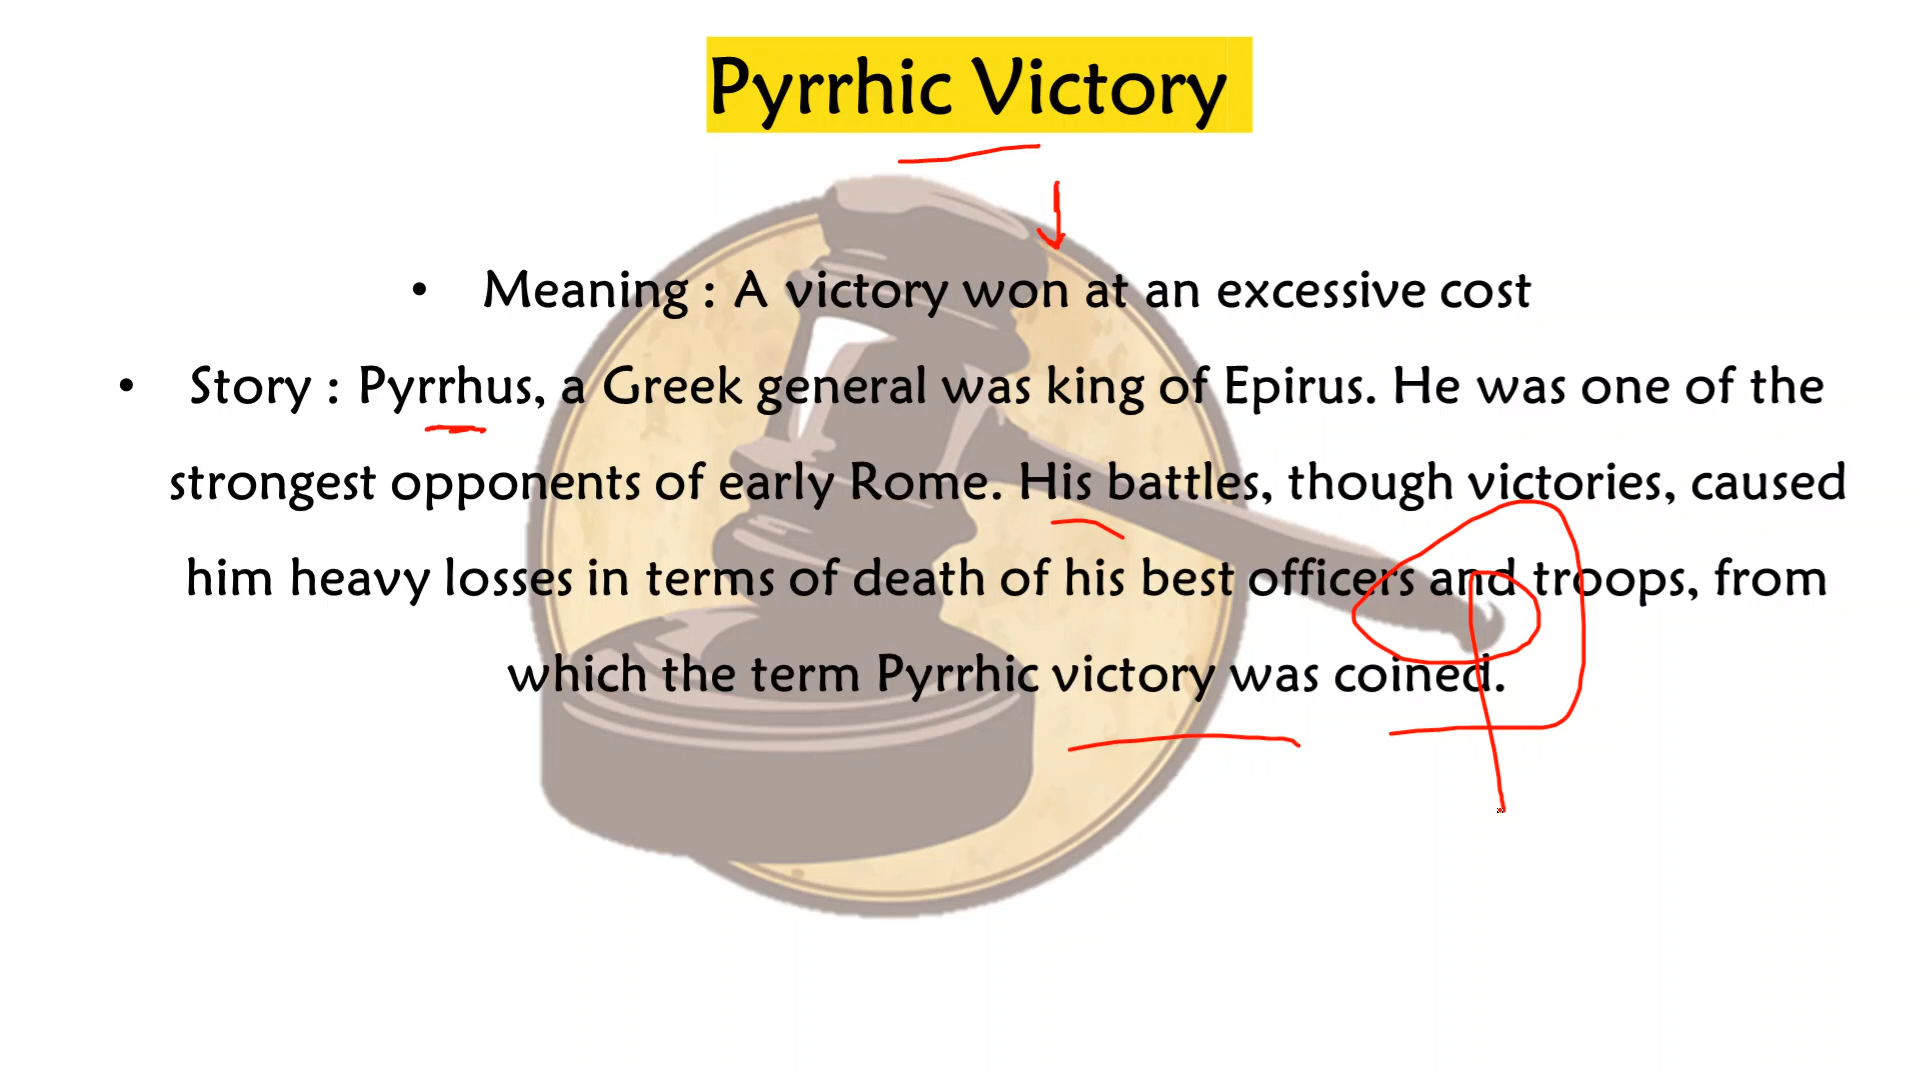 Pyrrhic Victory
• Meaning : A victory won at an excessive cost
• Story : Pyrrhus, a Greek general was king of Epirus. He was one of the
strongest opponents of early Rome. His battles, though victories, caused
him heavy losses in terms of death of his best officers and troops, from
which the term Pyrrhic victory was coined.